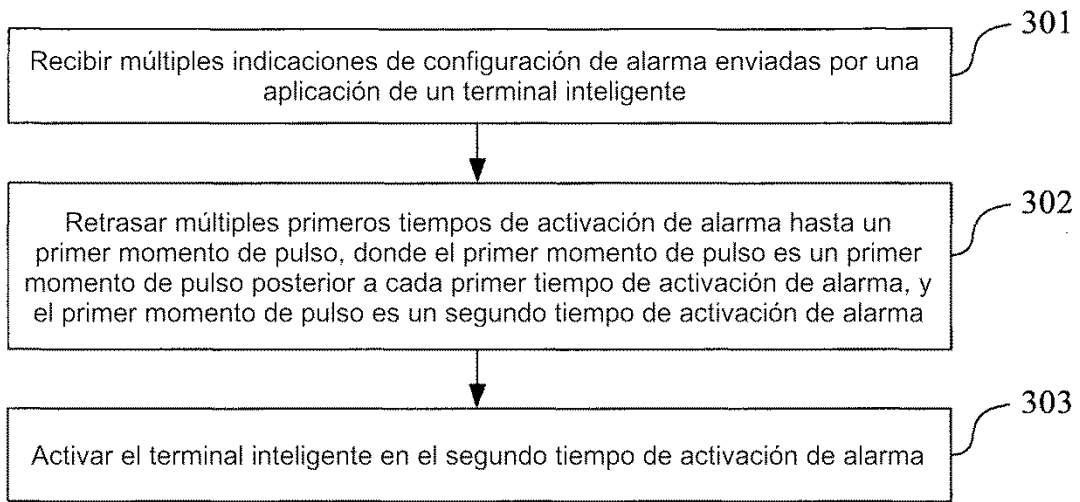 301
Recibir múltiples indicaciones de configuración de alarma enviadas por una
aplicación de un terminal inteligente
302
Retrasar múltiples primeros tiempos de activación de alarma hasta un
primer momento de pulso, donde el primer momento de pulso es un primer
momento de pulso posterior a cada primer tiempo de activación de alarma, y
el primer momento de pulso es un segundo tiempo de activación de alarma
303
Activar el terminal inteligente en el segundo tiempo de activación de alarma